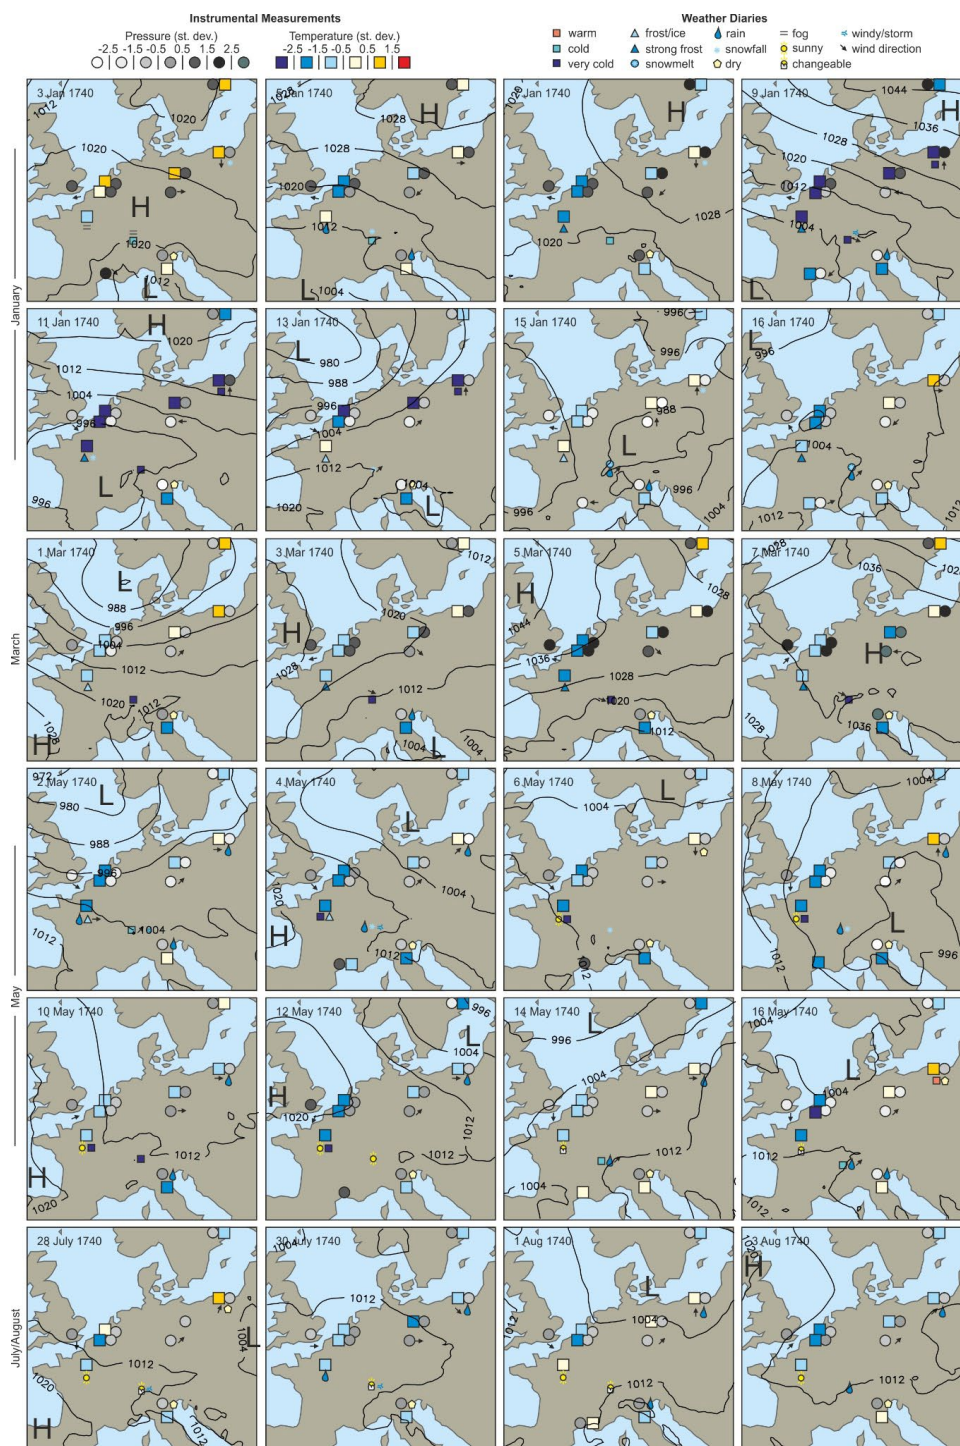 Instrumental Measurements
Weather Diaries
Pressure (st. dev.)
Temperature (st. dev.)
-2.5 -1.5 0.5 1.5 2.5
-2.5 -1.5 0.5 1.5
warm
frost/ice
rain
fog
windy/storm
cold
strong frost
snowfall
sunny
wind direction
very cold
snowmelt
dry
changeable
January
3 Jan 1740
1012
1020
H
1020
1012
L
5 Jan 1740
1028
H
1028
1020
1012
L
1004
Jan 1740
1020
H
1028
1020
9 Jan 1740
1044
H
1036
1028
1020
1012
1004
L
11 Jan 1740
H
1020
1012
1004
996
L
996
13 Jan 1740
L
980
988
996
1004
1012
1004
1020
L
15 Jan 1740
996
996
988
L
996
996
1004
16 Jan 1740
L
996
1004
1012
1012
March
1 Mar 1740
L
988
996
1004
1012
1020
1012
1028
H
3 Mar 1740
1012
1020
H
1028
1012
1004
L
1004
5 Mar 1740
H
1028
1044
1036
1028
1020
1012
7 Mar 1740
1028
1036
1028
H
1028
1036
May
2 May 1740
972
L
980
988
996
1004
1012
4 May 1740
L
1004
1020
H
1012
6 May 1740
L
1004
1012
8 May 1740
1004
L
1012
996
10 May 1740
1012
H
1020
12 May 1740
996
L
1004
H
1020
1012
1012
14 May 1740
L
996
1004
1012
1004
16 May 1740
1004
L
1004
1012
1012
July/August
28 July 1740
1004
L
1012
1020
H
1012
30 July 1740
1004
1012
1012
1 Aug 1740
L
1012
1004
1012
3 Aug 1740
1020
H
1012
1012